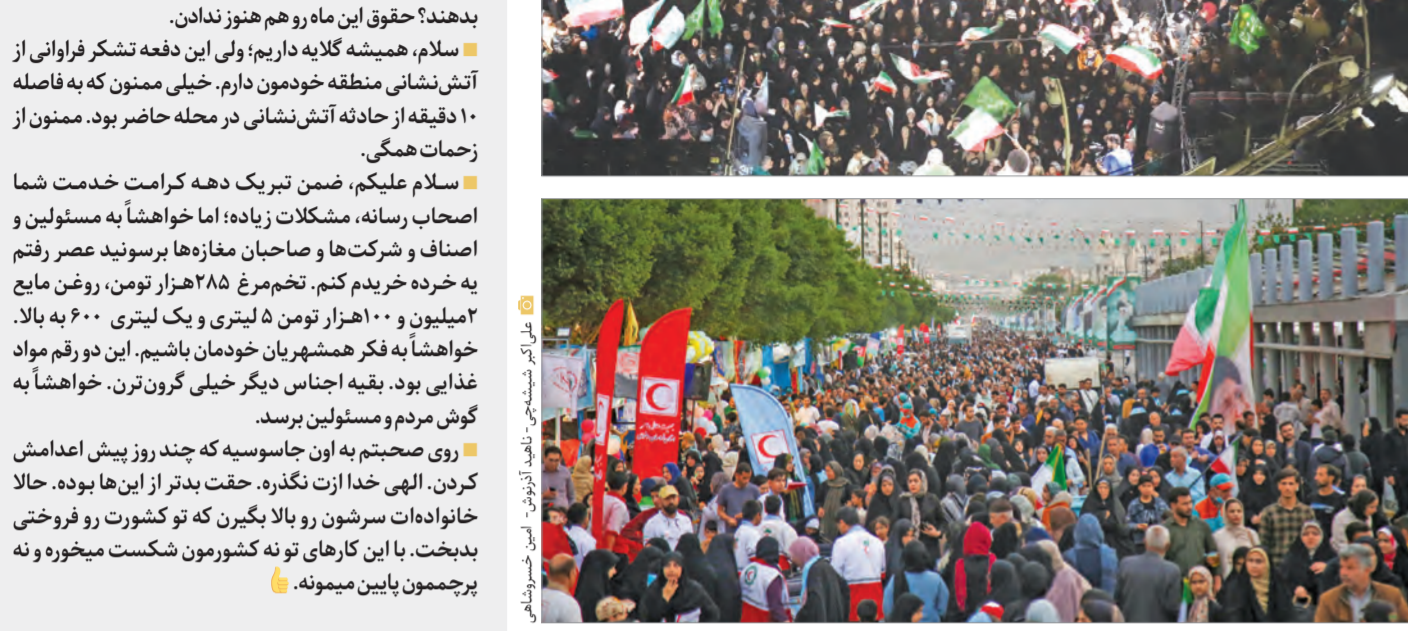 بدهند؟ حقوق این ماه رو هم هنوز ندادن.
سلام، همیشه گلایه داریم؛ ولی این دفعه تشکر فراوانی از
آتش‌نشانی منطقه خودمون دارم. خیلی ممنون که به فاصله
۱۰ دقیقه از حادثه آتش‌نشانی در محله حاضر بود. ممنون از
زحمات همگی.
سلام علیکم، ضمن تبریک دهه کرامت خدمت شما
اصحاب رسانه، مشکلات زیاده؛ اما خواهشاً به مسئولین و
اصناف و شرکت‌ها و صاحبان مغازه‌ها برسونید عصر رفتم
یه خرده خریدم کنم. تخم‌مرغ ۲۸۵هزار تومن، روغن مایع
۲میلیون و ۱۰۰هزار تومن ۵ لیتری و یک لیتری ۶۰۰ به بالا.
خواهشاً به فکر همشهریان خودمان باشیم. این دو رقم مواد
غذایی بود. بقیه اجناس دیگر خیلی گرون‌ترن. خواهشاً به
گوش مردم و مسئولین برسد.
روی صحبتم به اون جاسوسیه که چند روز پیش اعدامش
کردن. الهی خدا ازت نگذره. حقت بدتر از این‌ها بوده. حالا
خانواده‌ات سرشون رو بالا بگیرن که تو کشورت رو فروختی
بدبخت. با این کارهای تو نه کشورمون شکست میخوره و نه
پرچممون پایین میمونه.
علی‌اکبر شیشه‌چی - ناهید آذرنوش - امین خسروشاهی